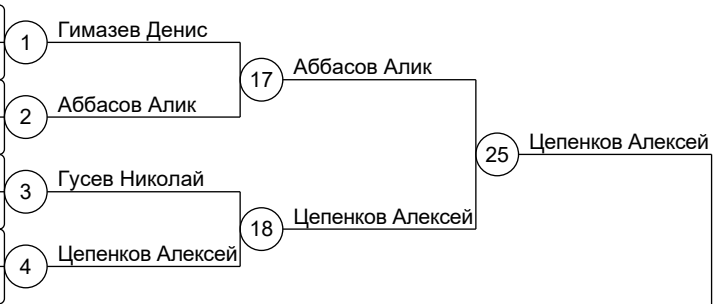 Гимазев Денис
1
17
Аббасов Алик
2
Аббасов Алик
25
Цепенков Алексей
3
Гусев Николай
18
Цепенков Алексей
4
Цепенков Алексей